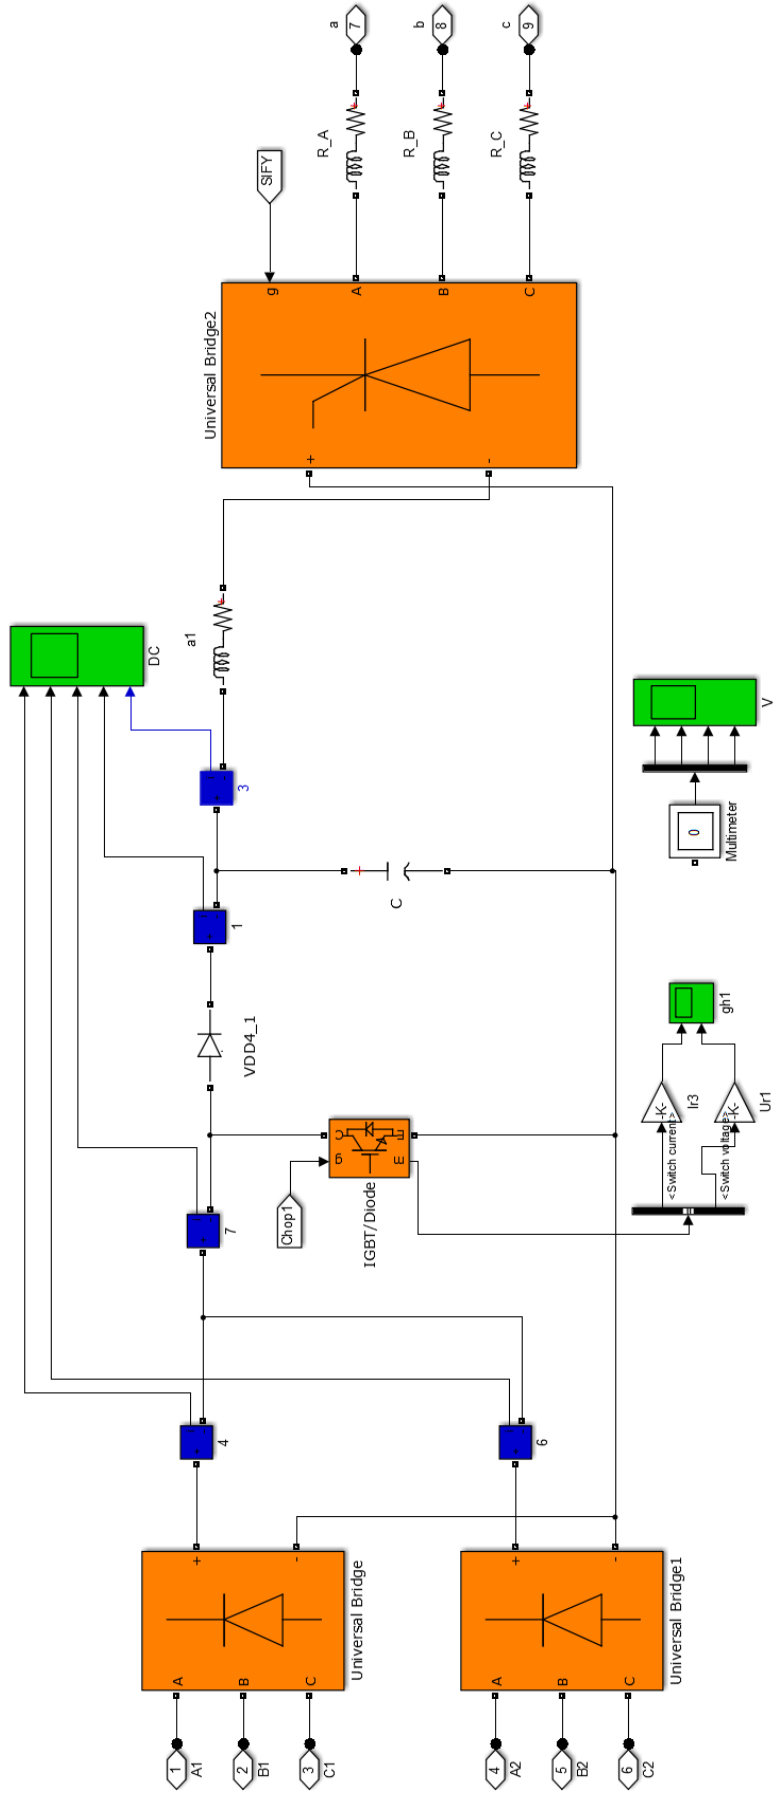 1
A1
2
B1
3
C1
A
B
C
+
-
Universal Bridge
4
A2
5
B2
6
C2
A
B
C
+
-
Universal Bridge1
4
6
7
Chop1
g
C
m
E
IGBT/Diode
VDD4_1
1
+
C
3
DC
a1
+
+
-
Universal Bridge2
g
A
B
C
SIFY
R_A
R_B
R_C
+
+
+
a
7
b
8
c
9
<Switch current>
<Switch voltage>
-K-
Ir3
-K-
Ur1
gh1
0
Multimeter
V